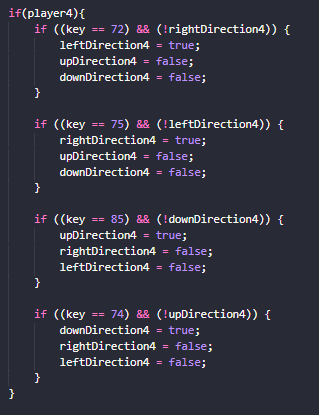 if(player4){
    if ((key == 72) && (!rightDirection4)) {
        leftDirection4 = true;
        upDirection4 = false;
        downDirection4 = false;
    }

    if ((key == 75) && (!leftDirection4)) {
        rightDirection4 = true;
        upDirection4 = false;
        downDirection4 = false;
    }

    if ((key == 85) && (!downDirection4)) {
        upDirection4 = true;
        rightDirection4 = false;
        leftDirection4 = false;
    }

    if ((key == 74) && (!upDirection4)) {
        downDirection4 = true;
        rightDirection4 = false;
        leftDirection4 = false;
    }
}